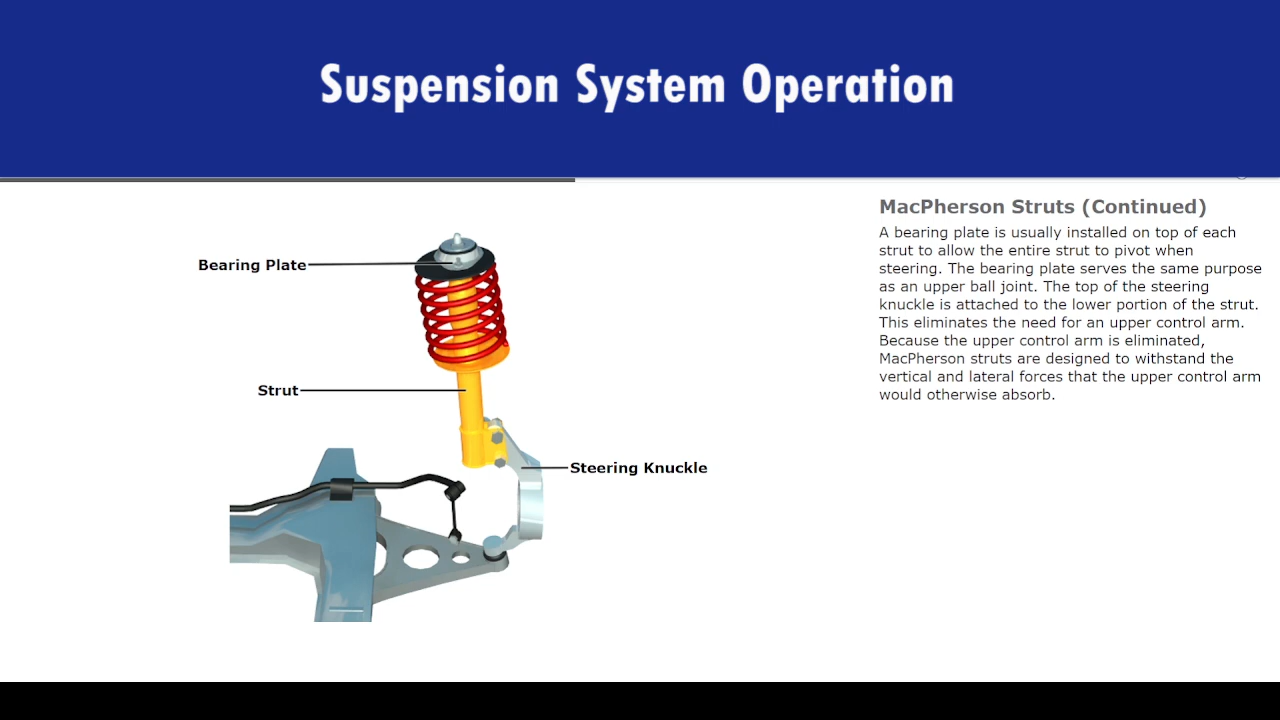 Suspension System Operation
MacPherson Struts (Continued)
A bearing plate is usually installed on top of each
strut to allow the entire strut to pivot when
steering. The bearing plate serves the same purpose
as an upper ball joint. The top of the steering
knuckle is attached to the lower portion of the strut.
This eliminates the need for an upper control arm.
Because the upper control arm is eliminated,
MacPherson struts are designed to withstand the
vertical and lateral forces that the upper control arm
would otherwise absorb.
Bearing Plate
Strut
Steering Knuckle